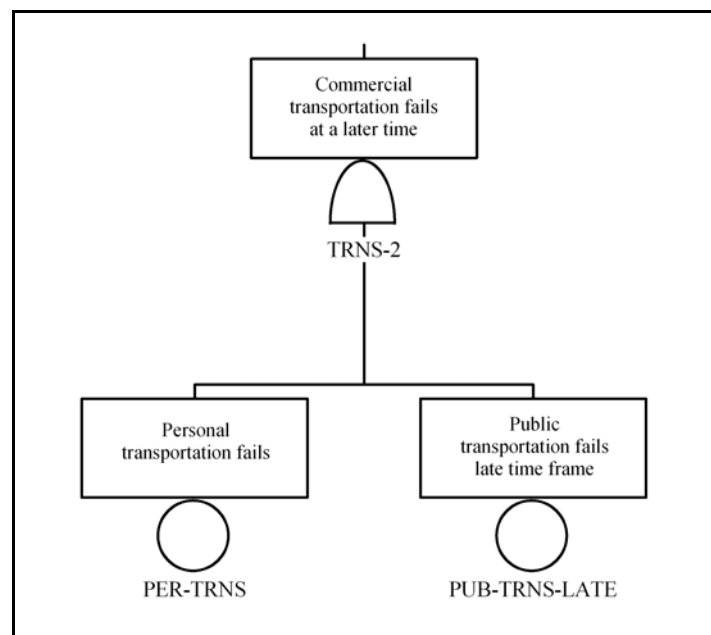 Commercial
transportation fails
at a later time
TRNS-2
Personal
transportation fails
Public
transportation fails
late time frame
PER-TRNS
PUB-TRNS-LATE